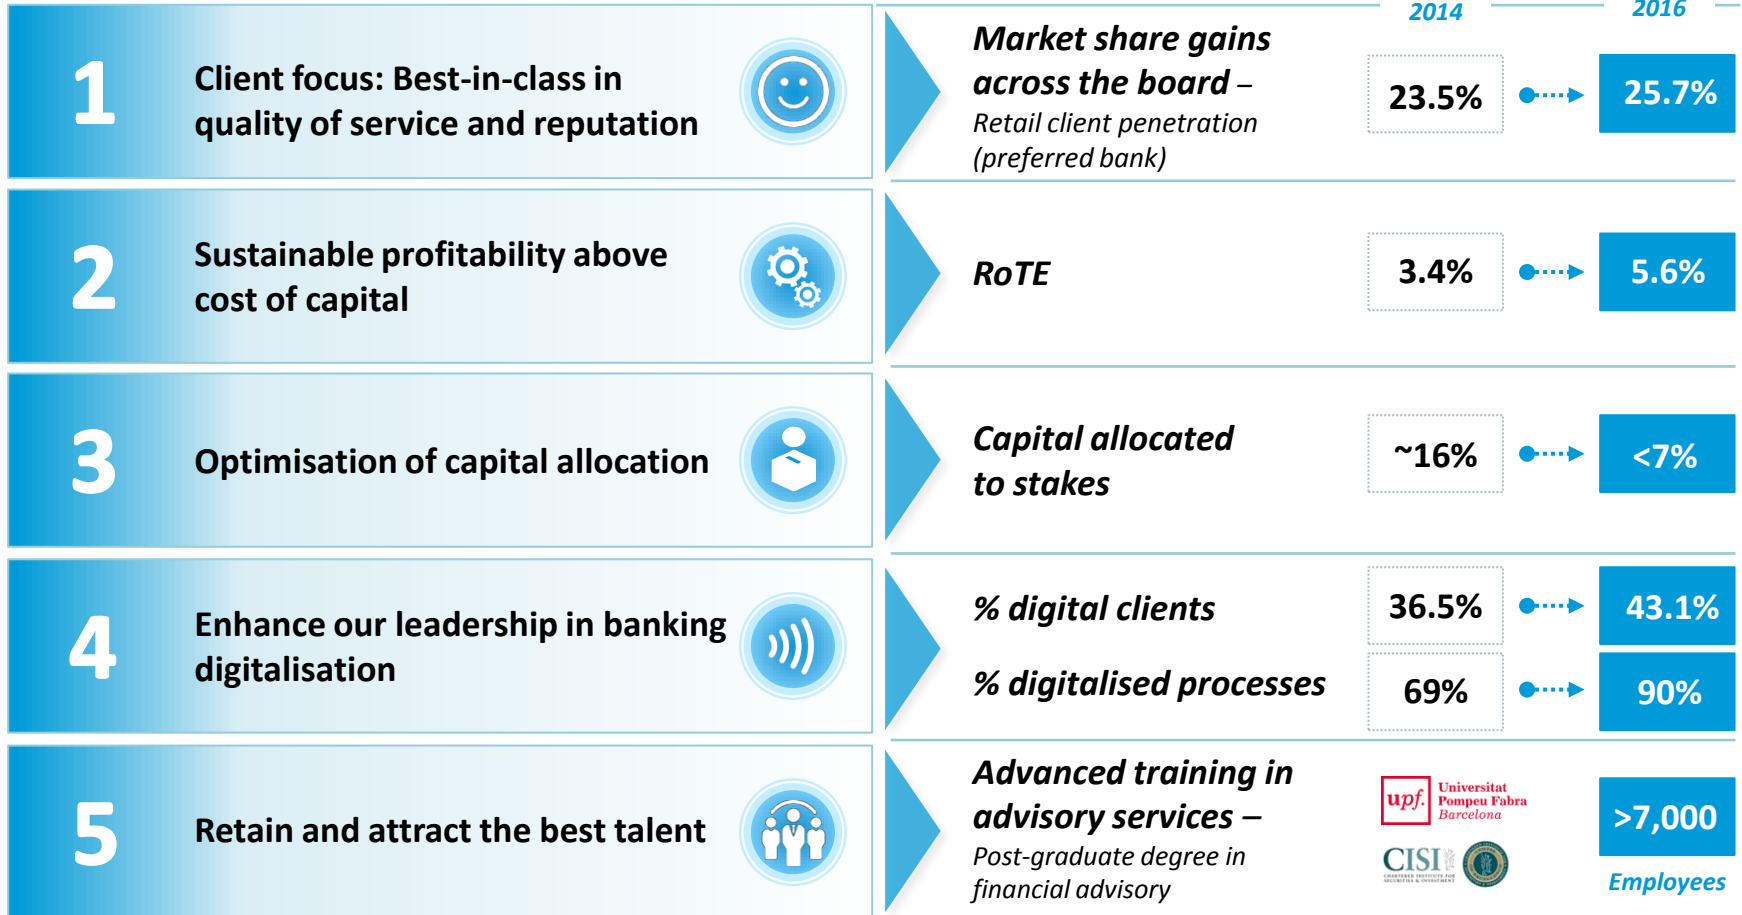 2014
2016
1
Client focus: Best-in-class in
quality of service and reputation
Market share gains
across the board –
Retail client penetration
(preferred bank)
23.5%
25.7%
2
Sustainable profitability above
cost of capital
RoTE
3.4%
5.6%
3
Optimisation of capital allocation
Capital allocated
to stakes
~16%
<7%
4
Enhance our leadership in banking
digitalisation
% digital clients
36.5%
43.1%
% digitalised processes
69%
90%
5
Retain and attract the best talent
Advanced training in
advisory services –
Post-graduate degree in
financial advisory
upf.
Universitat
Pompeu Fabra
Barcelona
CISI
CHARTERED INSTITUTE FOR
SECURITIES & INVESTMENT
>7,000
Employees